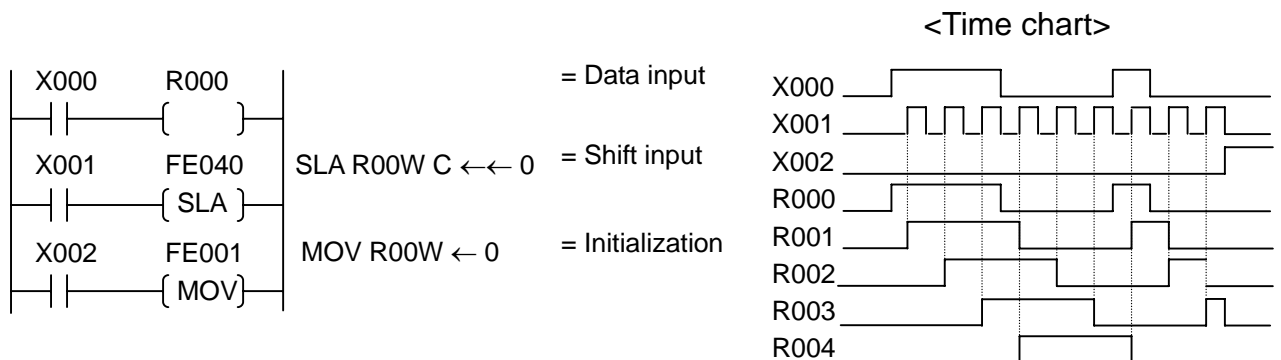 <Time chart>
X000 R000 = Data input
X001 FE040 SLA R00W C ←← 0 = Shift input
SLA
X002 FE001 MOV R00W ← 0 = Initialization
MOV
X000
X001
X002
R000
R001
R002
R003
R004